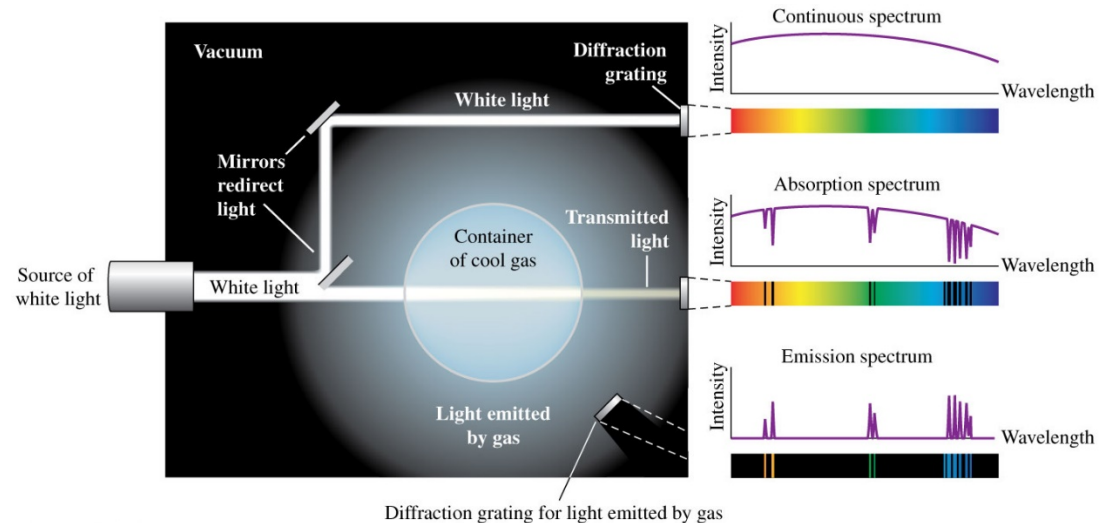 Vacuum
White light
Diffraction
grating
Mirrors
redirect
light
Source of
white light
White light
Container
of cool gas
Transmitted
light
Light emitted
by gas
Diffraction grating for light emitted by gas
Continuous spectrum
Intensity
Wavelength
Absorption spectrum
Intensity
Wavelength
Emission spectrum
Intensity
Wavelength